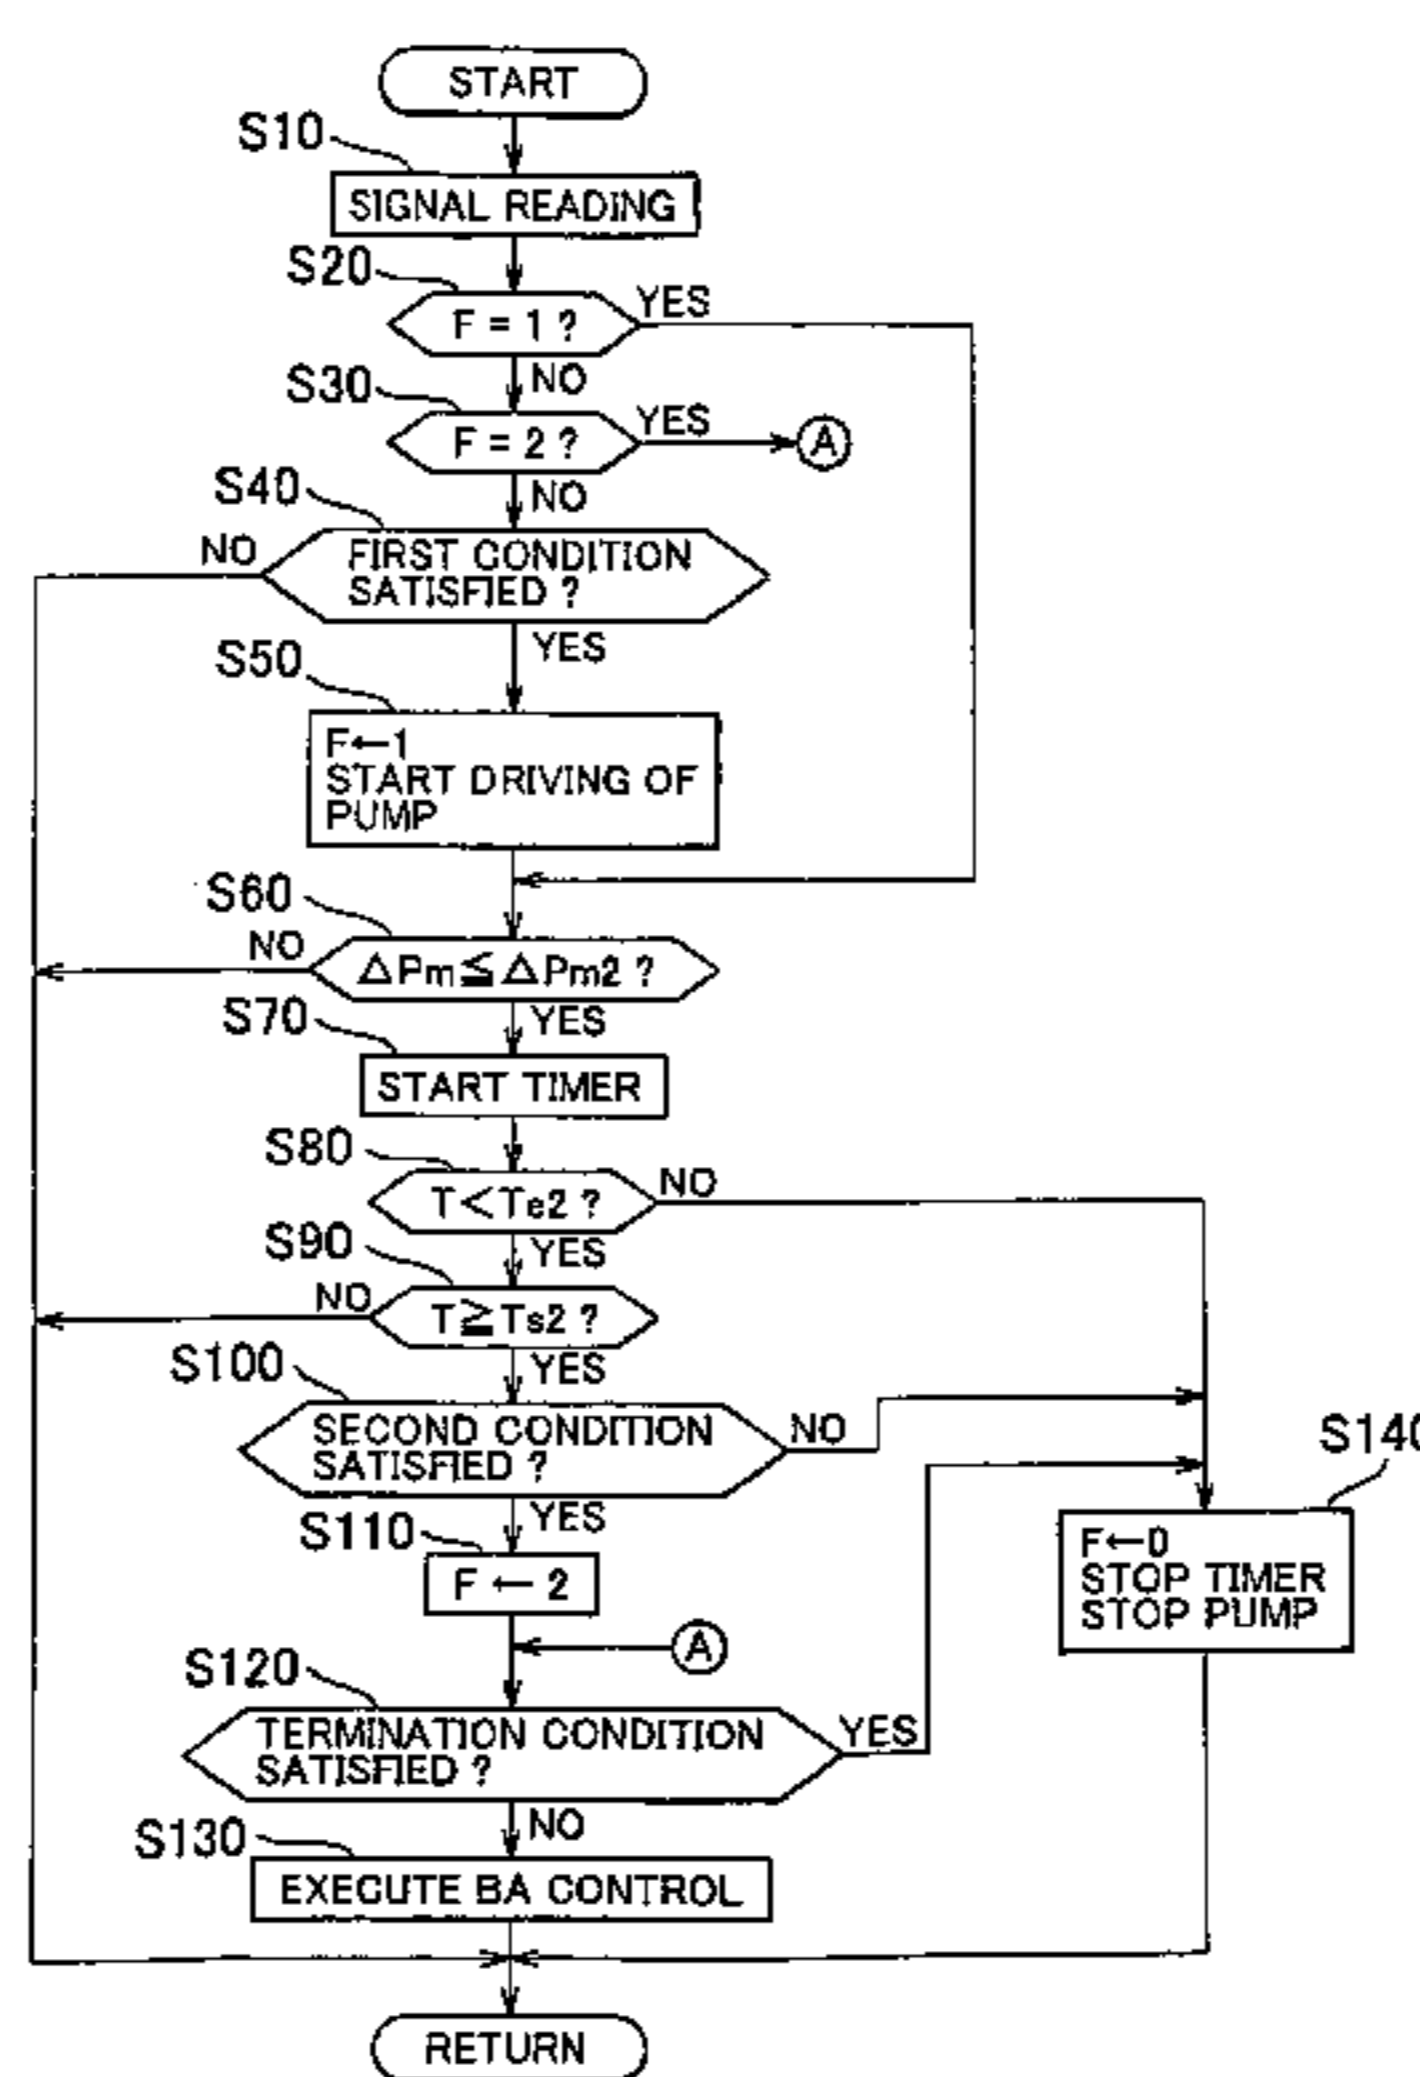 START
S10
SIGNAL READING
S20
F = 1 ?
YES
NO
S30
F = 2 ?
YES
A
NO
S40
NO
FIRST CONDITION
SATISFIED ?
YES
S50
F←1
START DRIVING OF
PUMP
S60
NO
△Pm≦△Pm2 ?
YES
S70
START TIMER
S80
T<Te2 ?
NO
YES
S90
NO
T≧Ts2 ?
YES
S100
SECOND CONDITION
SATISFIED ?
NO
YES
S110
F ← 2
S140
F←0
STOP TIMER
STOP PUMP
A
S120
TERMINATION CONDITION
SATISFIED ?
YES
NO
S130
EXECUTE BA CONTROL
RETURN